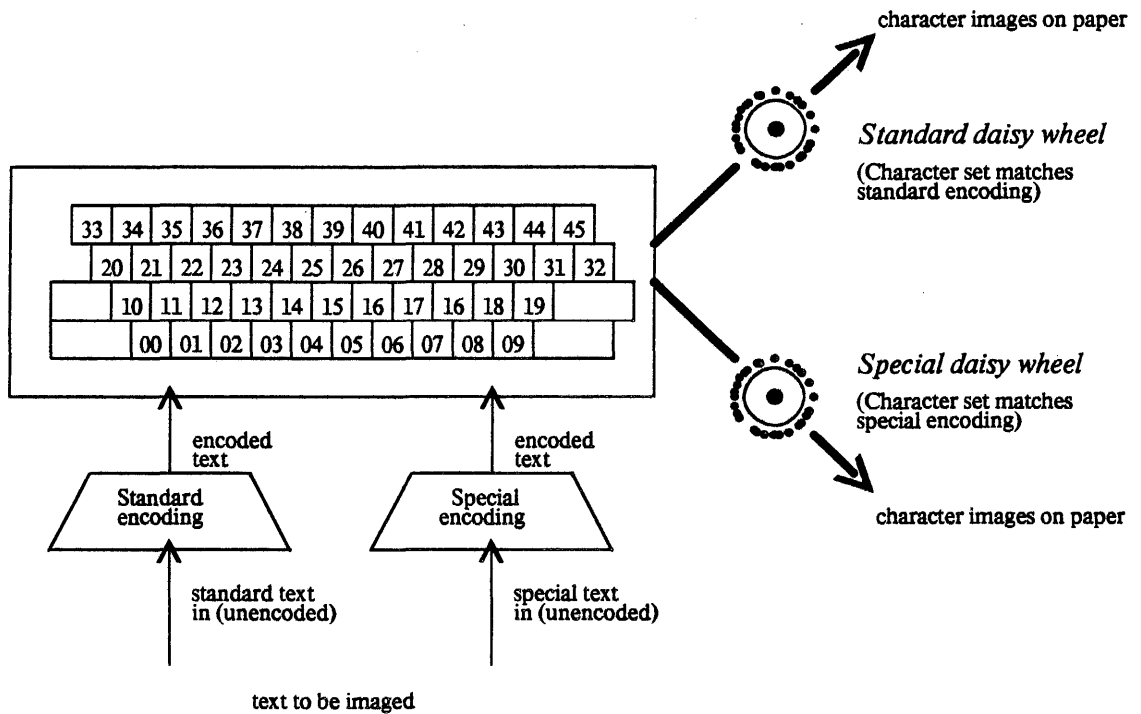 character images on paper
Standard daisy wheel
(Character set matches
standard encoding)
33 34 35 36 37 38 39 40 41 42 43 44 45
20 21 22 23 24 25 26 27 28 29 30 31 32
10 11 12 13 14 15 16 17 16 18 19
00 01 02 03 04 05 06 07 08 09
Special daisy wheel
(Character set matches
special encoding)
encoded
text
encoded
text
Standard
encoding
Special
encoding
character images on paper
standard text
in (unencoded)
special text
in (unencoded)
text to be imaged